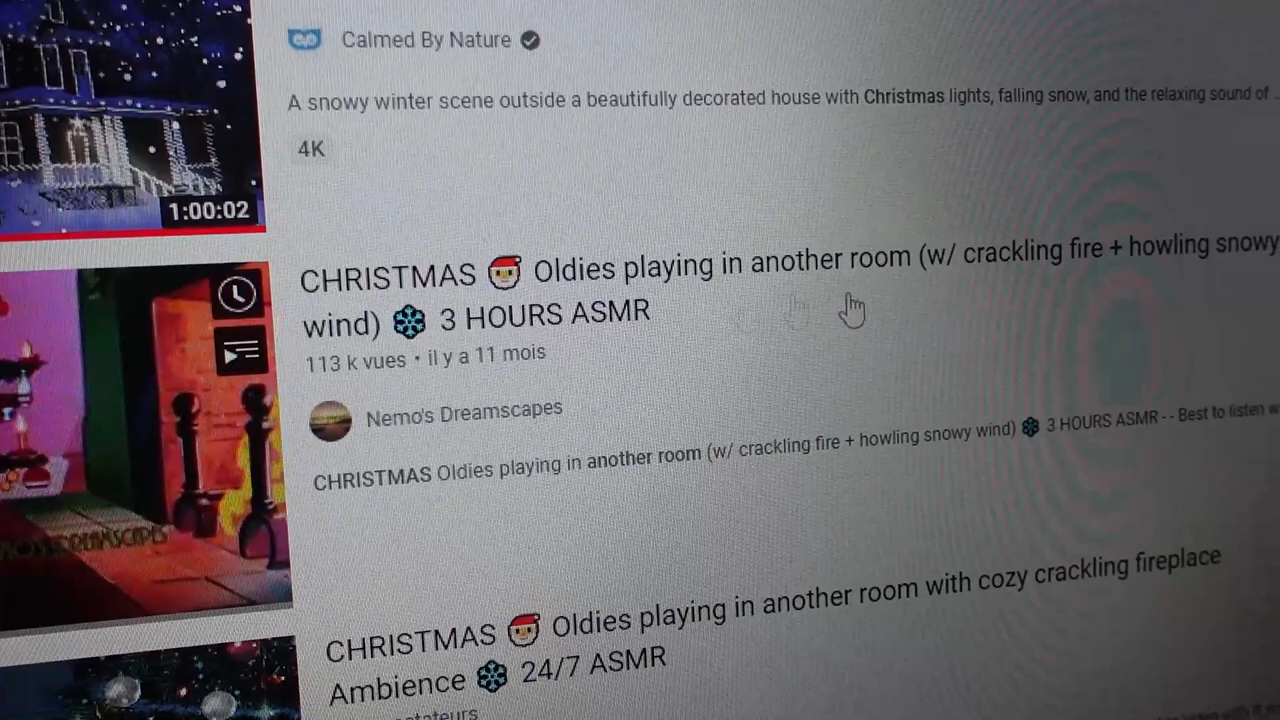 Calmed By Nature
A snowy winter scene outside a beautifully decorated house with Christmas lights, falling snow, and the relaxing sound of ...
4K
1:00:02
CHRISTMAS 🎅 Oldies playing in another room (w/ crackling fire + howling snowy
wind) ❄ 3 HOURS ASMR
113 k vues • il y a 11 mois
Nemo's Dreamscapes
CHRISTMAS Oldies playing in another room (w/ crackling fire + howling snowy wind) ❄ 3 HOURS ASMR - - Best to listen w
CHRISTMAS 🎅 Oldies playing in another room with cozy crackling fireplace
Ambience ❄ 24/7 ASMR